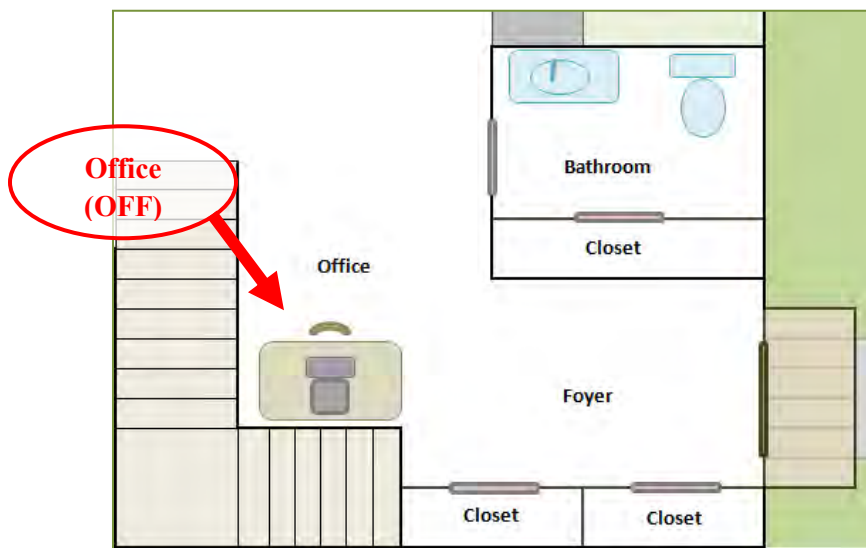 Office
(OFF)
Bathroom
Closet
Office
Foyer
Closet
Closet